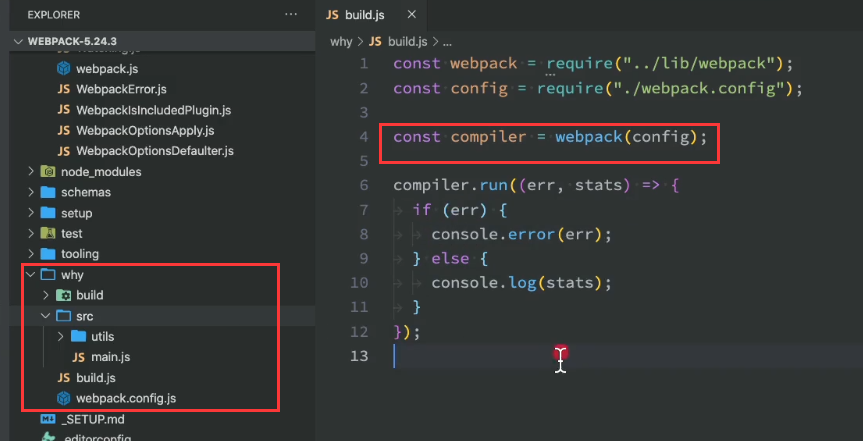 EXPLORER
...
WEBPACK-5.24.3
webpack.js
JS WebpackError.js
JS WebpackIsIncludedPlugin.js
JS WebpackOptionsApply.js
JS WebpackOptionsDefaulter.js
node_modules
schemas
setup
test
tooling
why
build
src
utils
JS main.js
JS build.js
webpack.config.js
_SETUP.md
.editorconfig
JS build.js ×
why > JS build.js > ...
1 const webpack = require("../lib/webpack");
2 const config = require("./webpack.config");
3
4 const compiler = webpack(config);
5
6 compiler.run((err, stats) => {
7 if (err) {
8 console.error(err);
9 } else {
10 console.log(stats);
11 }
12 });
13